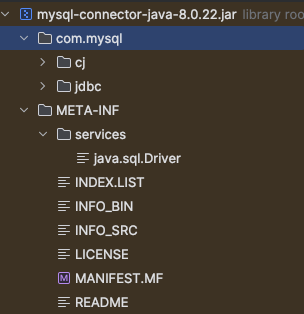 mysql-connector-java-8.0.22.jar library roo
com.mysql
cj
jdbc
META-INF
services
java.sql.Driver
INDEX.LIST
INFO_BIN
INFO_SRC
LICENSE
MANIFEST.MF
README